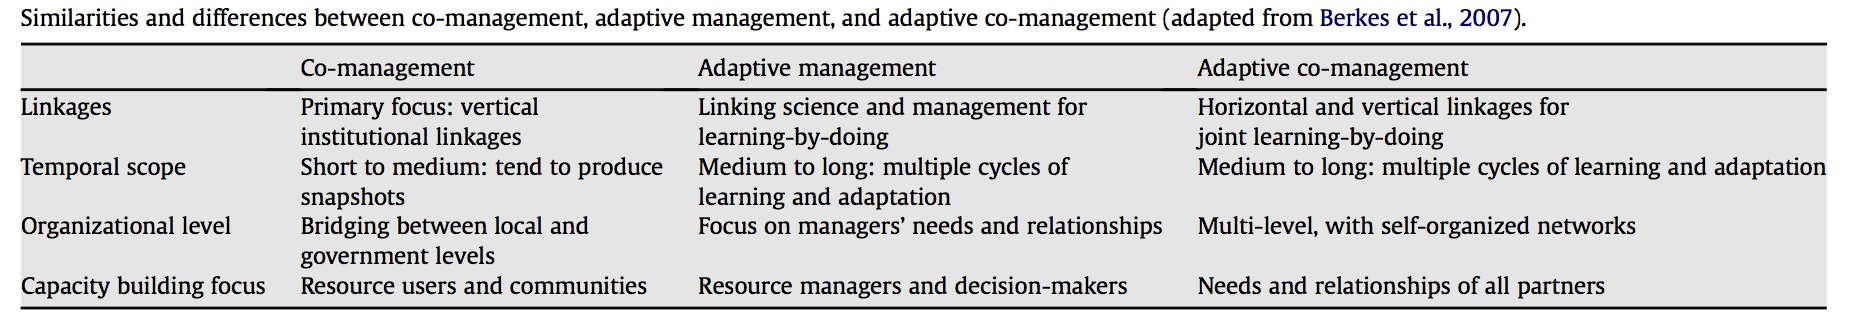 Similarities and differences between co-management, adaptive management, and adaptive co-management (adapted from Berkes et al., 2007).
Co-management Adaptive management Adaptive co-management
Linkages Primary focus: vertical Linking science and management for Horizontal and vertical linkages for
institutional linkages learning-by-doing joint learning-by-doing
Temporal scope Short to medium: tend to produce Medium to long: multiple cycles of Medium to long: multiple cycles of learning and adaptation
snapshots learning and adaptation
Organizational level Bridging between local and Focus on managers’ needs and relationships Multi-level, with self-organized networks
government levels
Capacity building focus Resource users and communities Resource managers and decision-makers Needs and relationships of all partners